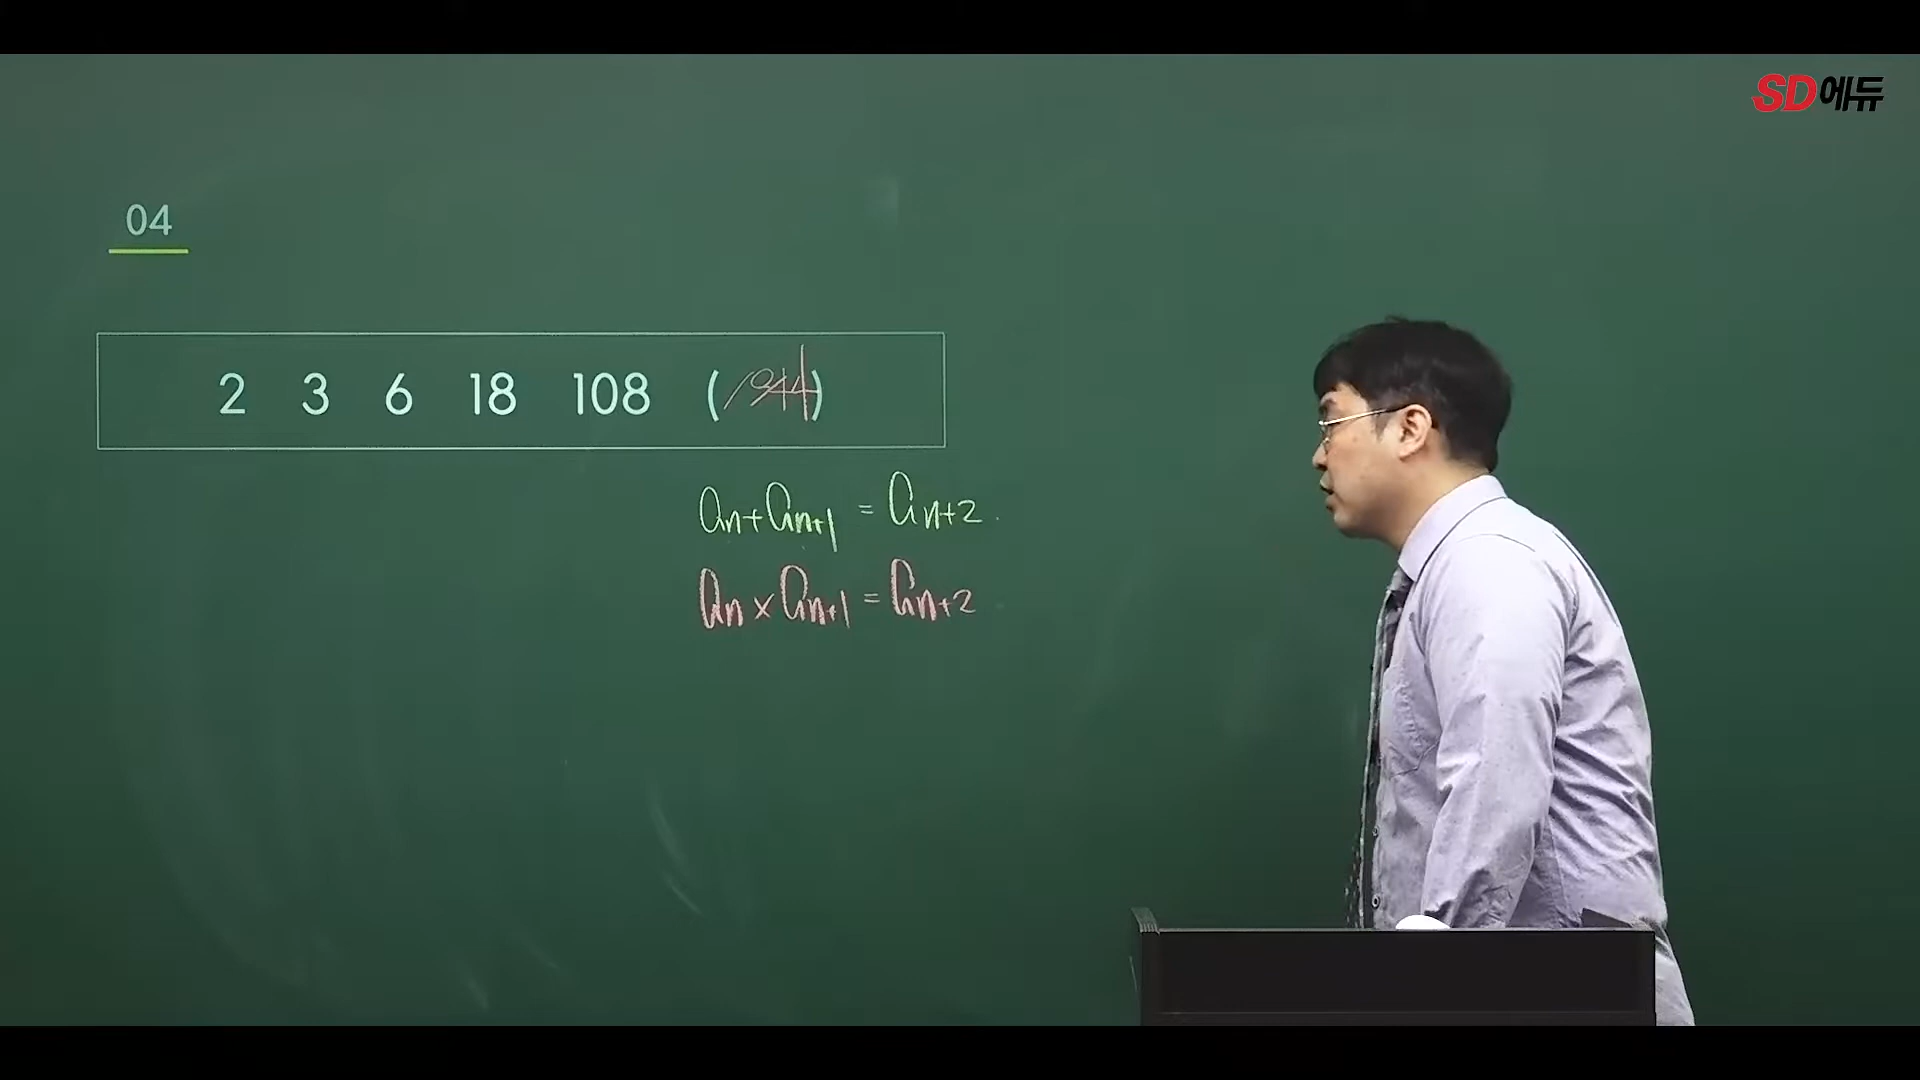 SD에듀
04
2 3 6 18 108 (1944)
an+an+1 = an+2
an×an+1 = an+2